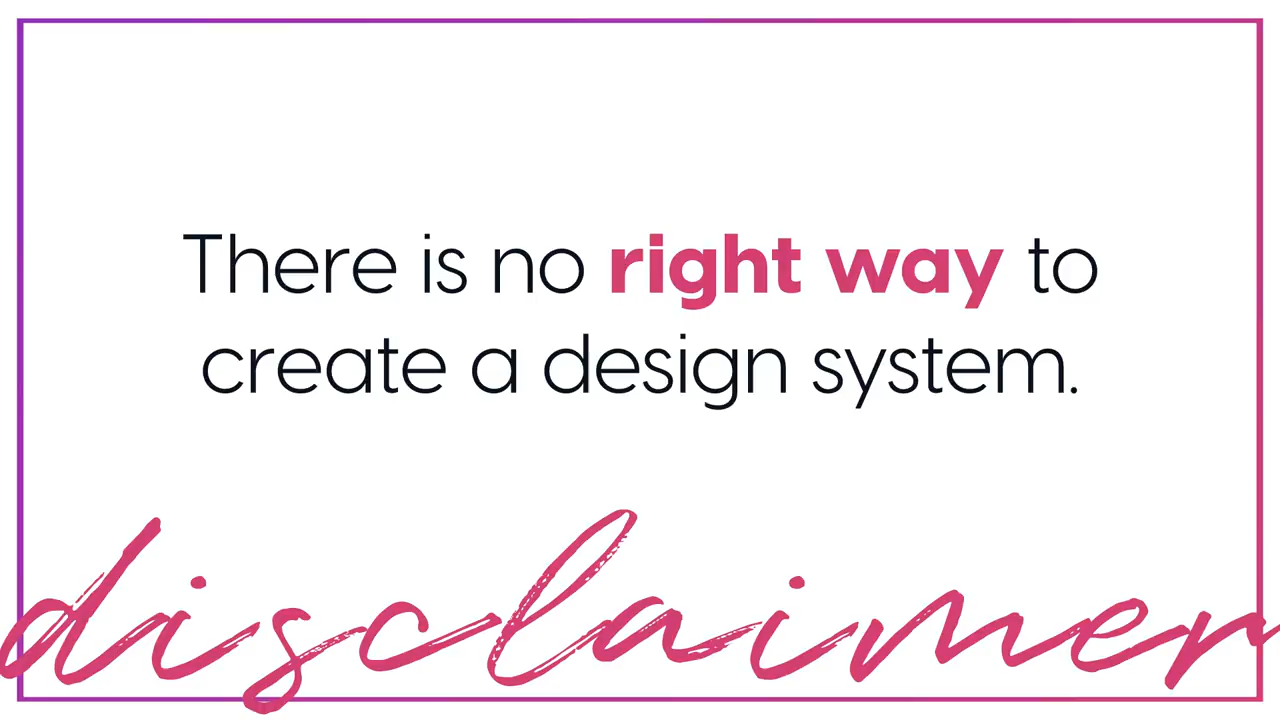 There is no right way to
create a design system.
disclaimer